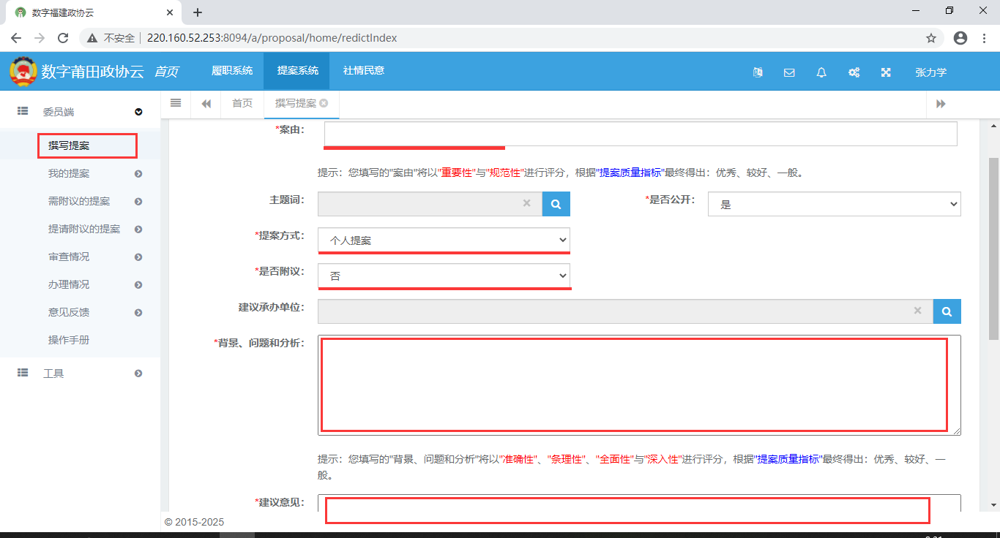 数字福建政协云
不安全 220.160.52.253:8094/a/proposal/home/redictIndex
数字莆田政协云 首页 履职系统 提案系统 社情民意 张力学
委员端
撰写提案
我的提案
需附议的提案
提请附议的提案
审查情况
办理情况
意见反馈
操作手册
工具
首页 撰写提案
*案由：
提示：您填写的"案由"将以"重要性"与"规范性"进行评分，根据"提案质量指标"最终得出：优秀、较好、一般。
主题词： *是否公开： 是
*提案方式： 个人提案
*是否附议： 否
建议承办单位：
*背景、问题和分析：
提示：您填写的"背景、问题和分析"将以"准确性"、"条理性"、"全面性"与"深入性"进行评分，根据"提案质量指标"最终得出：优秀、较好、一
般。
*建议意见：
© 2015-2025